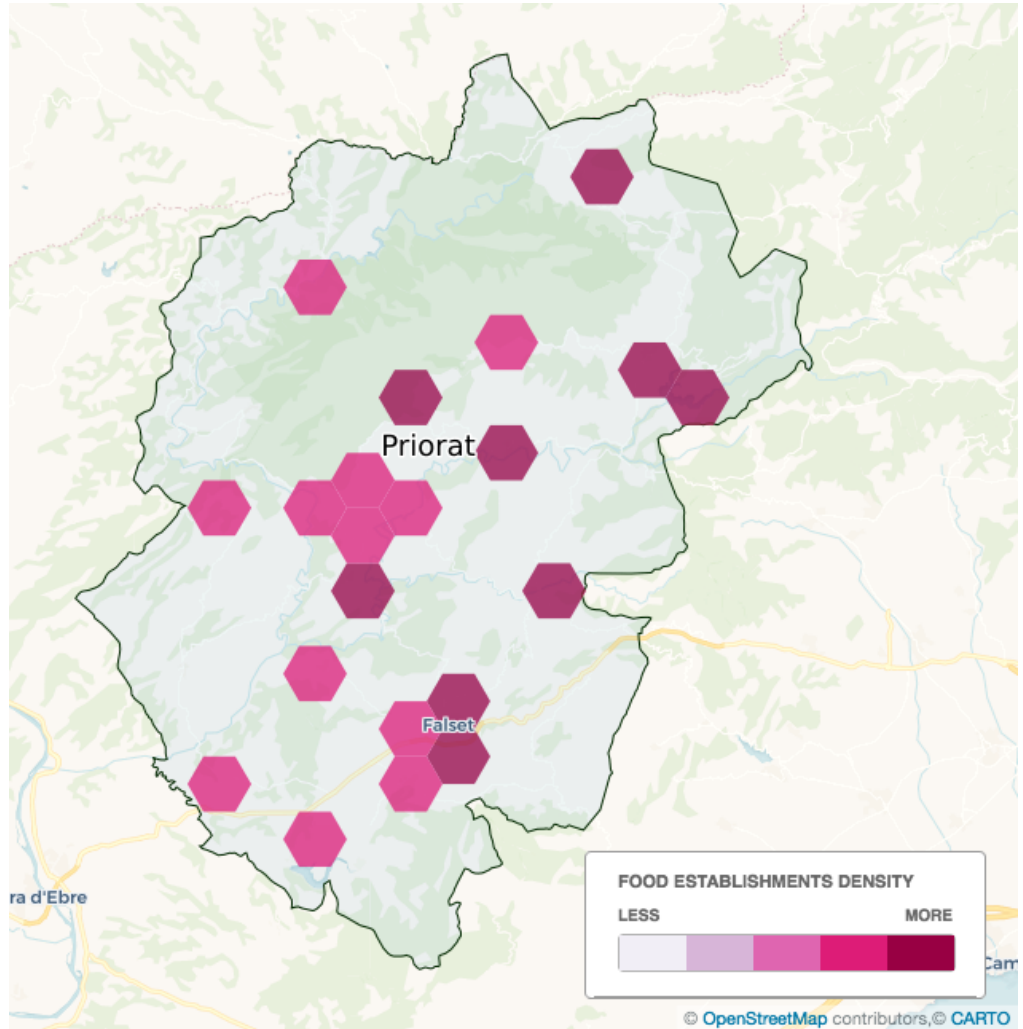 Priorat
Falset
ra d'Ebre
FOOD ESTABLISHMENTS DENSITY
LESS MORE
Cam
© OpenStreetMap contributors,© CARTO